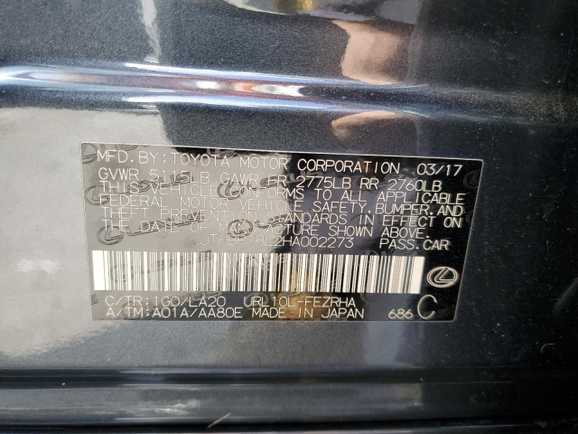 MFD. BY: TOYOTA MOTOR CORPORATION 03/17
GVWR 5115LB GAWR FR 2775LB RR 2760LB
THIS VEHICLE CONFORMS TO ALL APPLICABLE
FEDERAL MOTOR VEHICLE SAFETY, BUMPER, AND
THEFT PREVENTION STANDARDS IN EFFECT ON
THE DATE OF MANUFACTURE SHOWN ABOVE.
HA002273 PASS. CAR
C/TR: 1G0/LA20 URL10L-FEZRHA
A/TM: A01A/AA80E MADE IN JAPAN 686 C